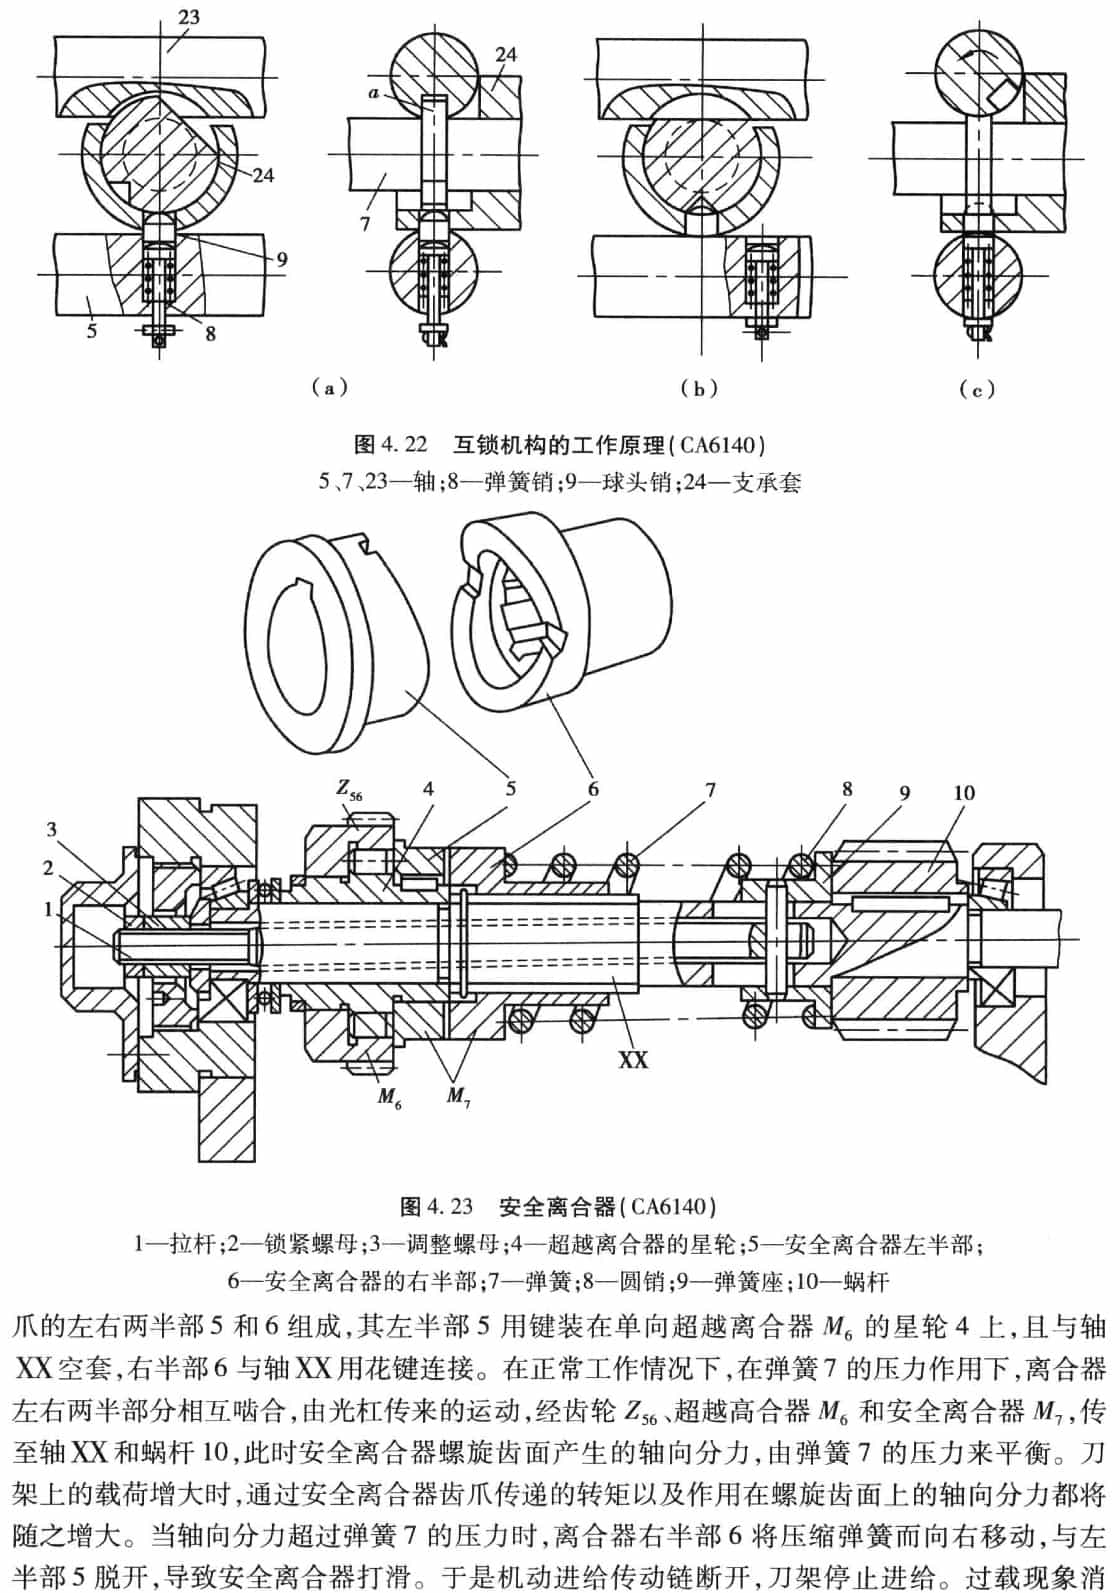 23
24
9
5
8
a
24
7
(a)
(b)
(c)
图 4.22 互锁机构的工作原理(CA6140)
5、7、23—轴;8—弹簧销;9—球头销;24—支承套
Z56
4
5
6
7
8
9
10
3
2
1
XX
M6
M7
图 4.23 安全离合器(CA6140)
1—拉杆;2—锁紧螺母;3—调整螺母;4—超越离合器的星轮;5—安全离合器左半部;
6—安全离合器的右半部;7—弹簧;8—圆销;9—弹簧座;10—蜗杆
爪的左右两半部 5 和 6 组成,其左半部 5 用键装在单向超越离合器 M6 的星轮 4 上,且与轴
XX 空套,右半部 6 与轴 XX 用花键连接。在正常工作情况下,在弹簧 7 的压力作用下,离合器
左右两半部分相互啮合,由光杠传来的运动,经齿轮 Z56、超越高合器 M6 和安全离合器 M7,传
至轴 XX 和蜗杆 10,此时安全离合器螺旋齿面产生的轴向分力,由弹簧 7 的压力来平衡。刀
架上的载荷增大时,通过安全离合器齿爪传递的转矩以及作用在螺旋齿面上的轴向分力都将
随之增大。当轴向分力超过弹簧 7 的压力时,离合器右半部 6 将压缩弹簧而向右移动,与左
半部 5 脱开,导致安全离合器打滑。于是机动进给传动链断开,刀架停止进给。过载现象消